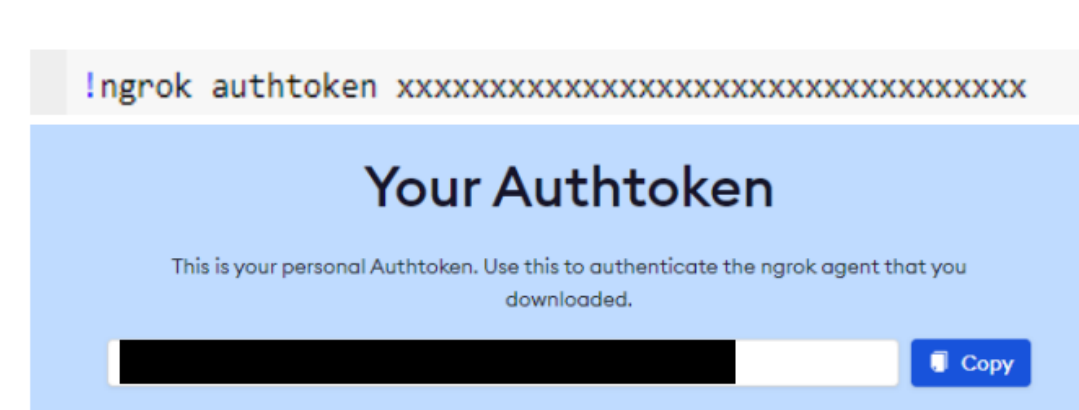 !ngrok authtoken xxxxxxxxxxxxxxxxxxxxxxxxxxxxxxxxxx
Your Authtoken
This is your personal Authtoken. Use this to authenticate the ngrok agent that you
downloaded.
Copy